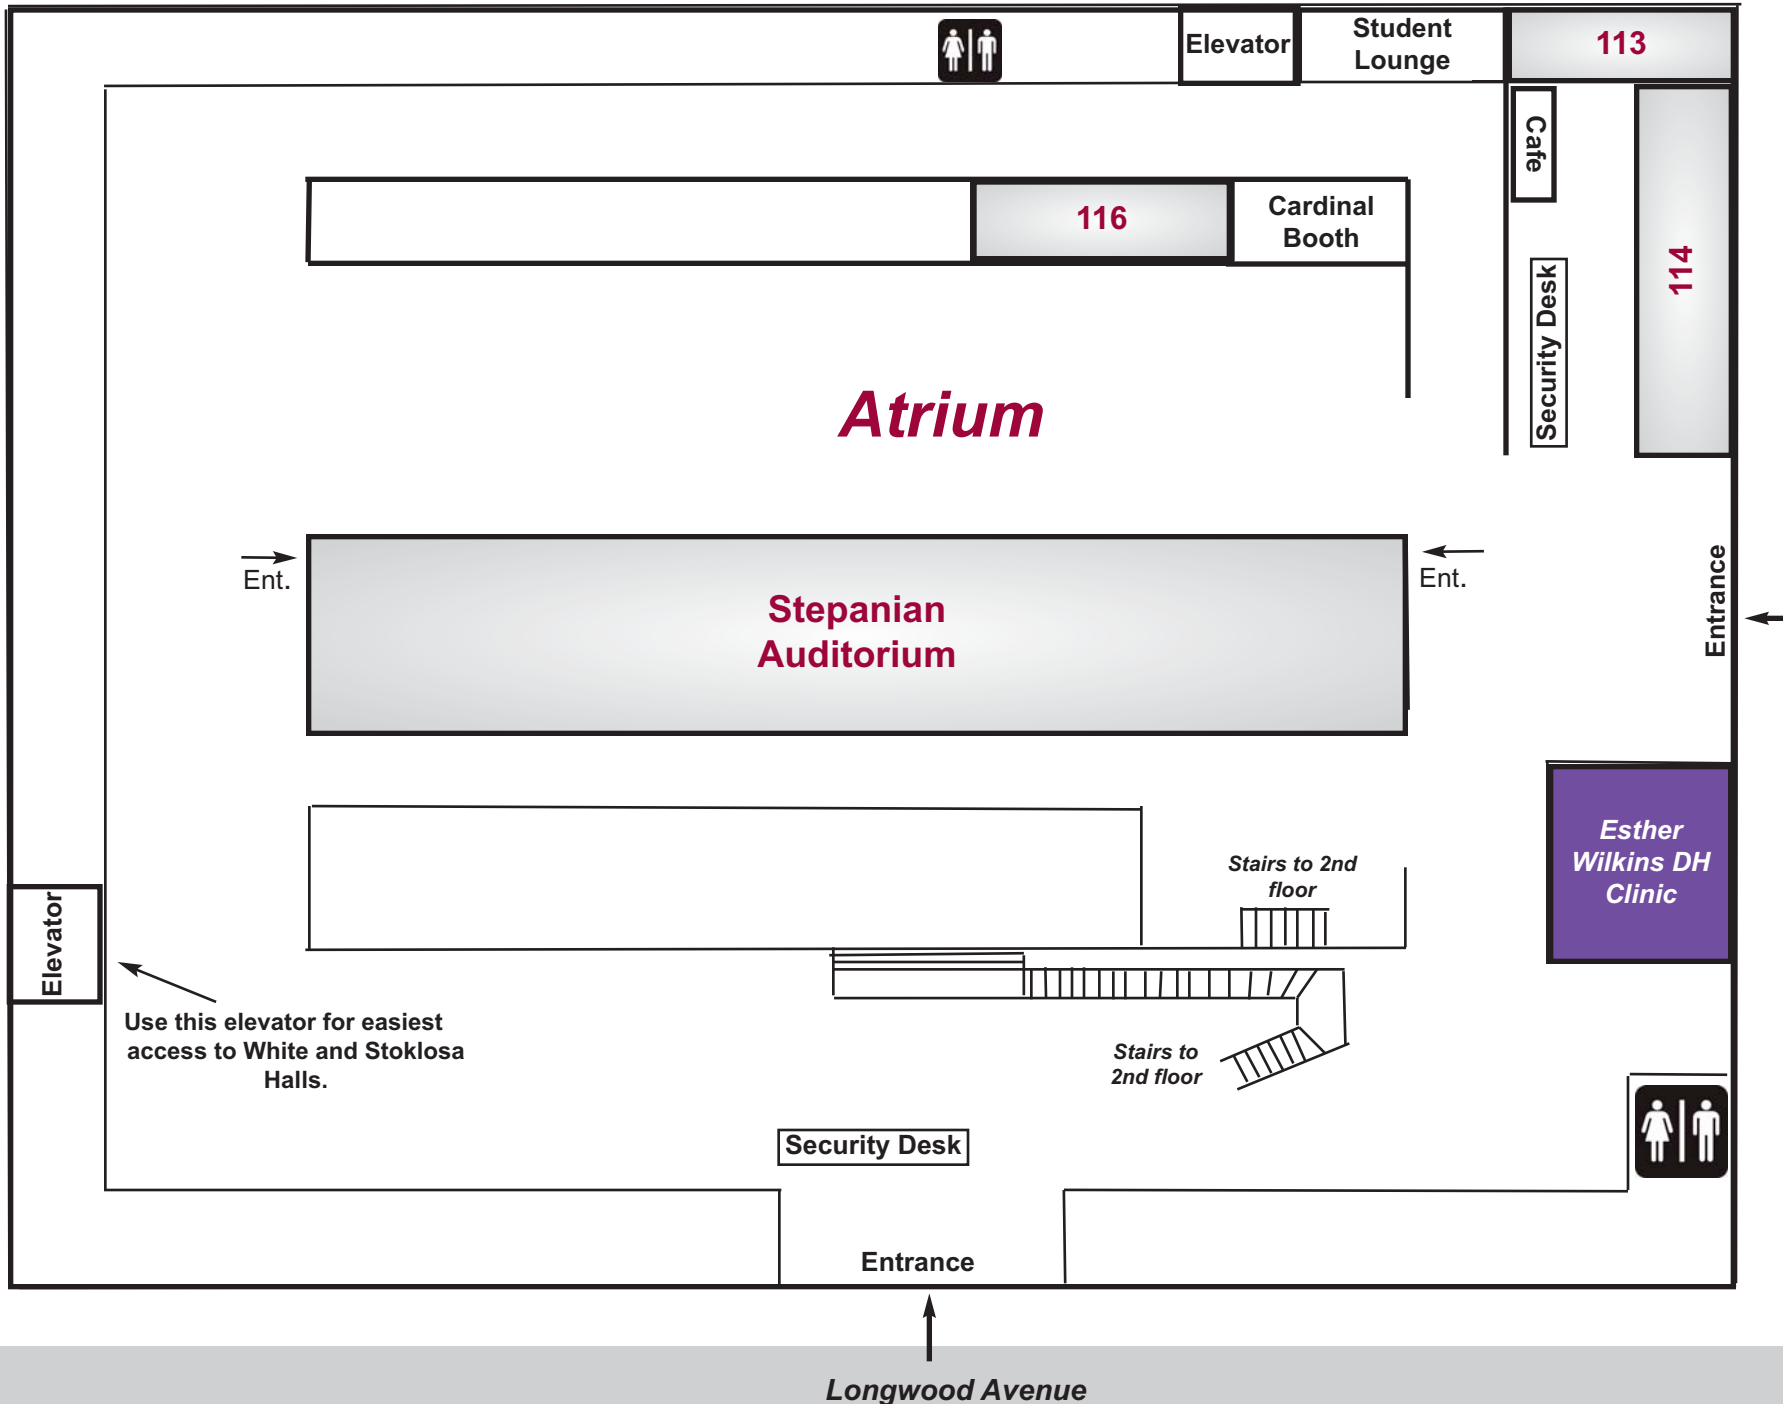 Elevator
Student
Lounge
113
Cafe
116
Cardinal
Booth
114
Security Desk
Atrium
Ent.
Ent.
Stepanian
Auditorium
Entrance
Esther
Wilkins DH
Clinic
Stairs to 2nd
floor
Elevator
Use this elevator for easiest
access to White and Stoklosa
Halls.
Stairs to
2nd floor
Security Desk
Entrance
Longwood Avenue